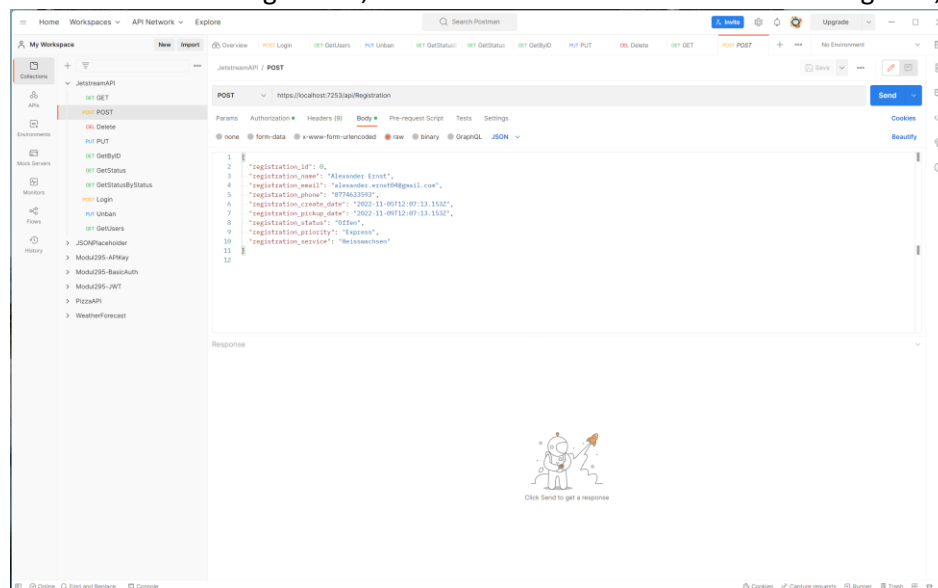 Home Workspaces API Network Explore Search Postman Invite Upgrade
My Workspace New Import Overview POST Login GET GetUsers PUT Unban GET GetStatus GET GetStatus GET GetByID PUT PUT DEL Delete GET GET POST POST + No Environment
Collections
APIs
Environments
Mock Servers
Monitors
Flows
History
JetstreamAPI
GET GET
POST POST
DEL Delete
PUT PUT
GET GetByID
GET GetStatus
GET GetStatusByStatus
POST Login
PUT Unban
GET GetUsers
JSONPlaceholder
Modul295-APIKey
Modul295-BasicAuth
Modul295-JWT
PizzaAPI
WeatherForecast
JetstreamAPI / POST Save
POST https://localhost:7253/api/Registration Send
Params Authorization Headers (9) Body Pre-request Script Tests Settings Cookies
none form-data x-www-form-urlencoded raw binary GraphQL JSON Beautify
1 {
2 "registration_id": 0,
3 "registration_name": "Alexander Ernst",
4 "registration_email": "alexander.ernst04@gmail.com",
5 "registration_phone": "0774633593",
6 "registration_create_date": "2022-11-05T12:07:13.153Z",
7 "registration_pickup_date": "2022-11-09T12:07:13.153Z",
8 "registration_status": "Offen",
9 "registration_priority": "Express",
10 "registration_service": "Heisswachsen"
11 }
12
Response
Click Send to get a response
Online Find and Replace Console Cookies Capture requests Runner Trash